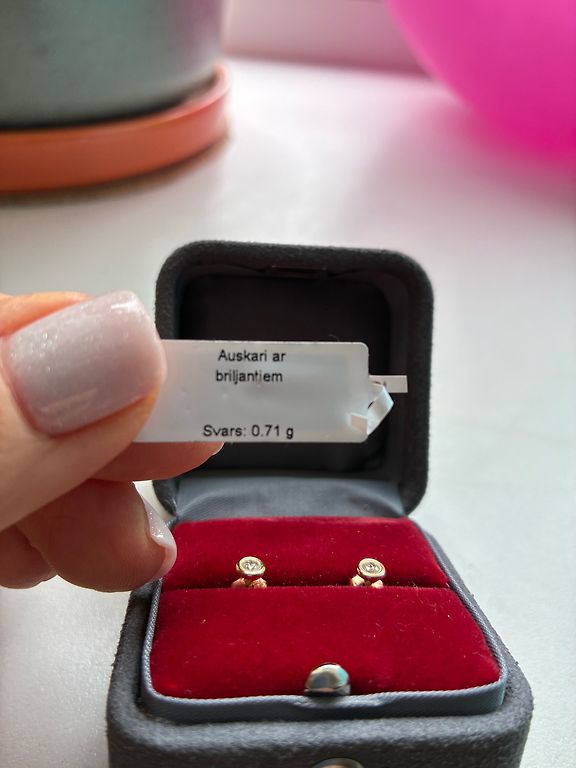 Auskari ar
briljantiem
Svars: 0.71 g